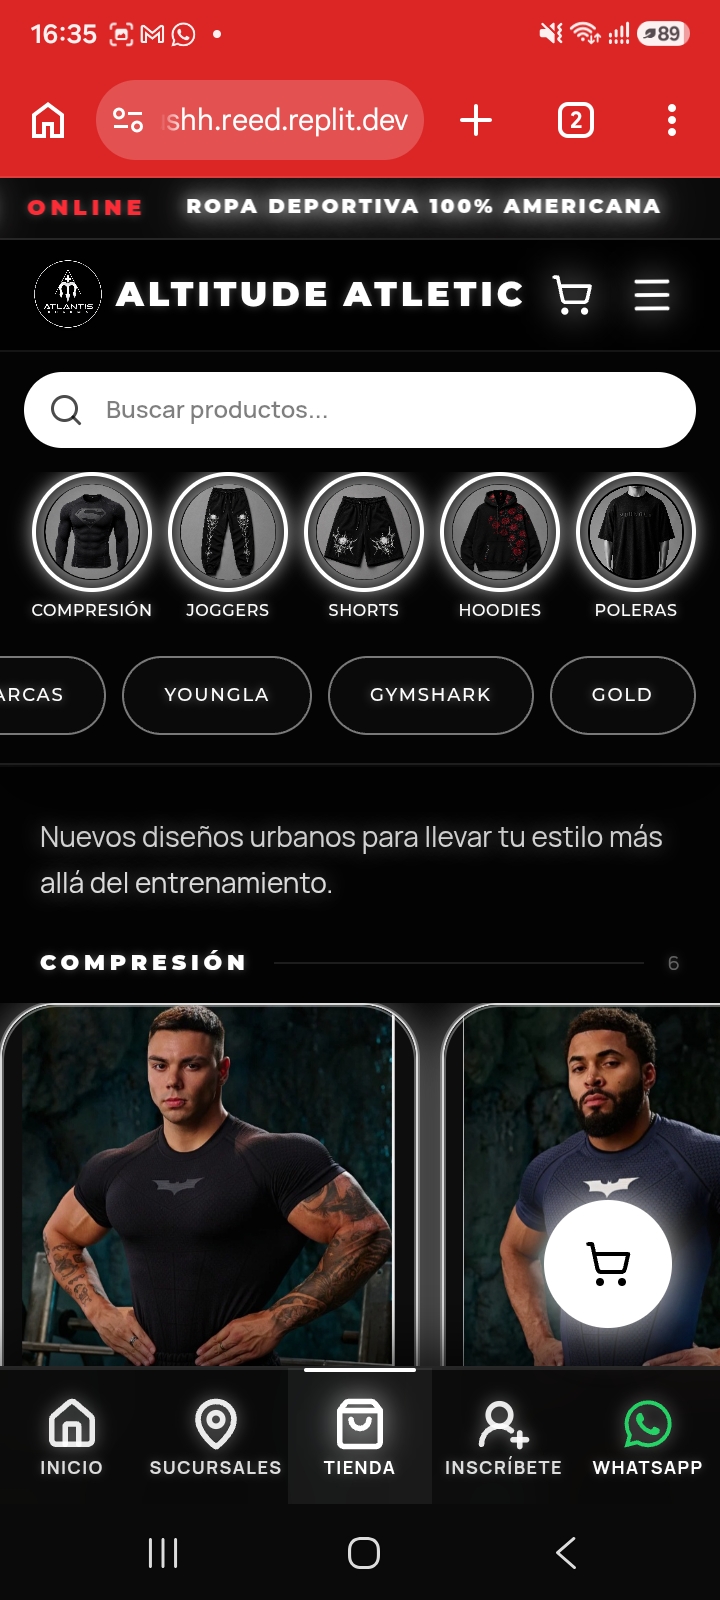 16:35
89
shh.reed.replit.dev
2
ONLINE ROPA DEPORTIVA 100% AMERICANA
ATLANTIS
ALTITUDE ATLETIC
Buscar productos...
COMPRESIÓN JOGGERS SHORTS HOODIES POLERAS
ARCAS YOUNGLA GYMSHARK GOLD
Nuevos diseños urbanos para llevar tu estilo más
allá del entrenamiento.
COMPRESIÓN 6
INICIO SUCURSALES TIENDA INSCRÍBETE WHATSAPP